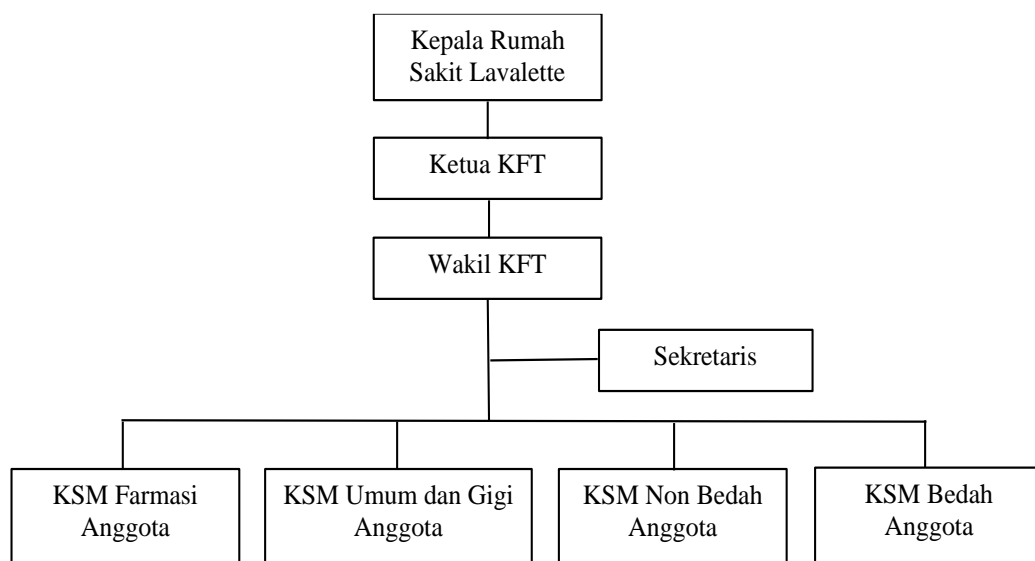 Kepala Rumah
Sakit Lavalette
Ketua KFT
Wakil KFT
Sekretaris
KSM Farmasi
Anggota
KSM Umum dan Gigi
Anggota
KSM Non Bedah
Anggota
KSM Bedah
Anggota